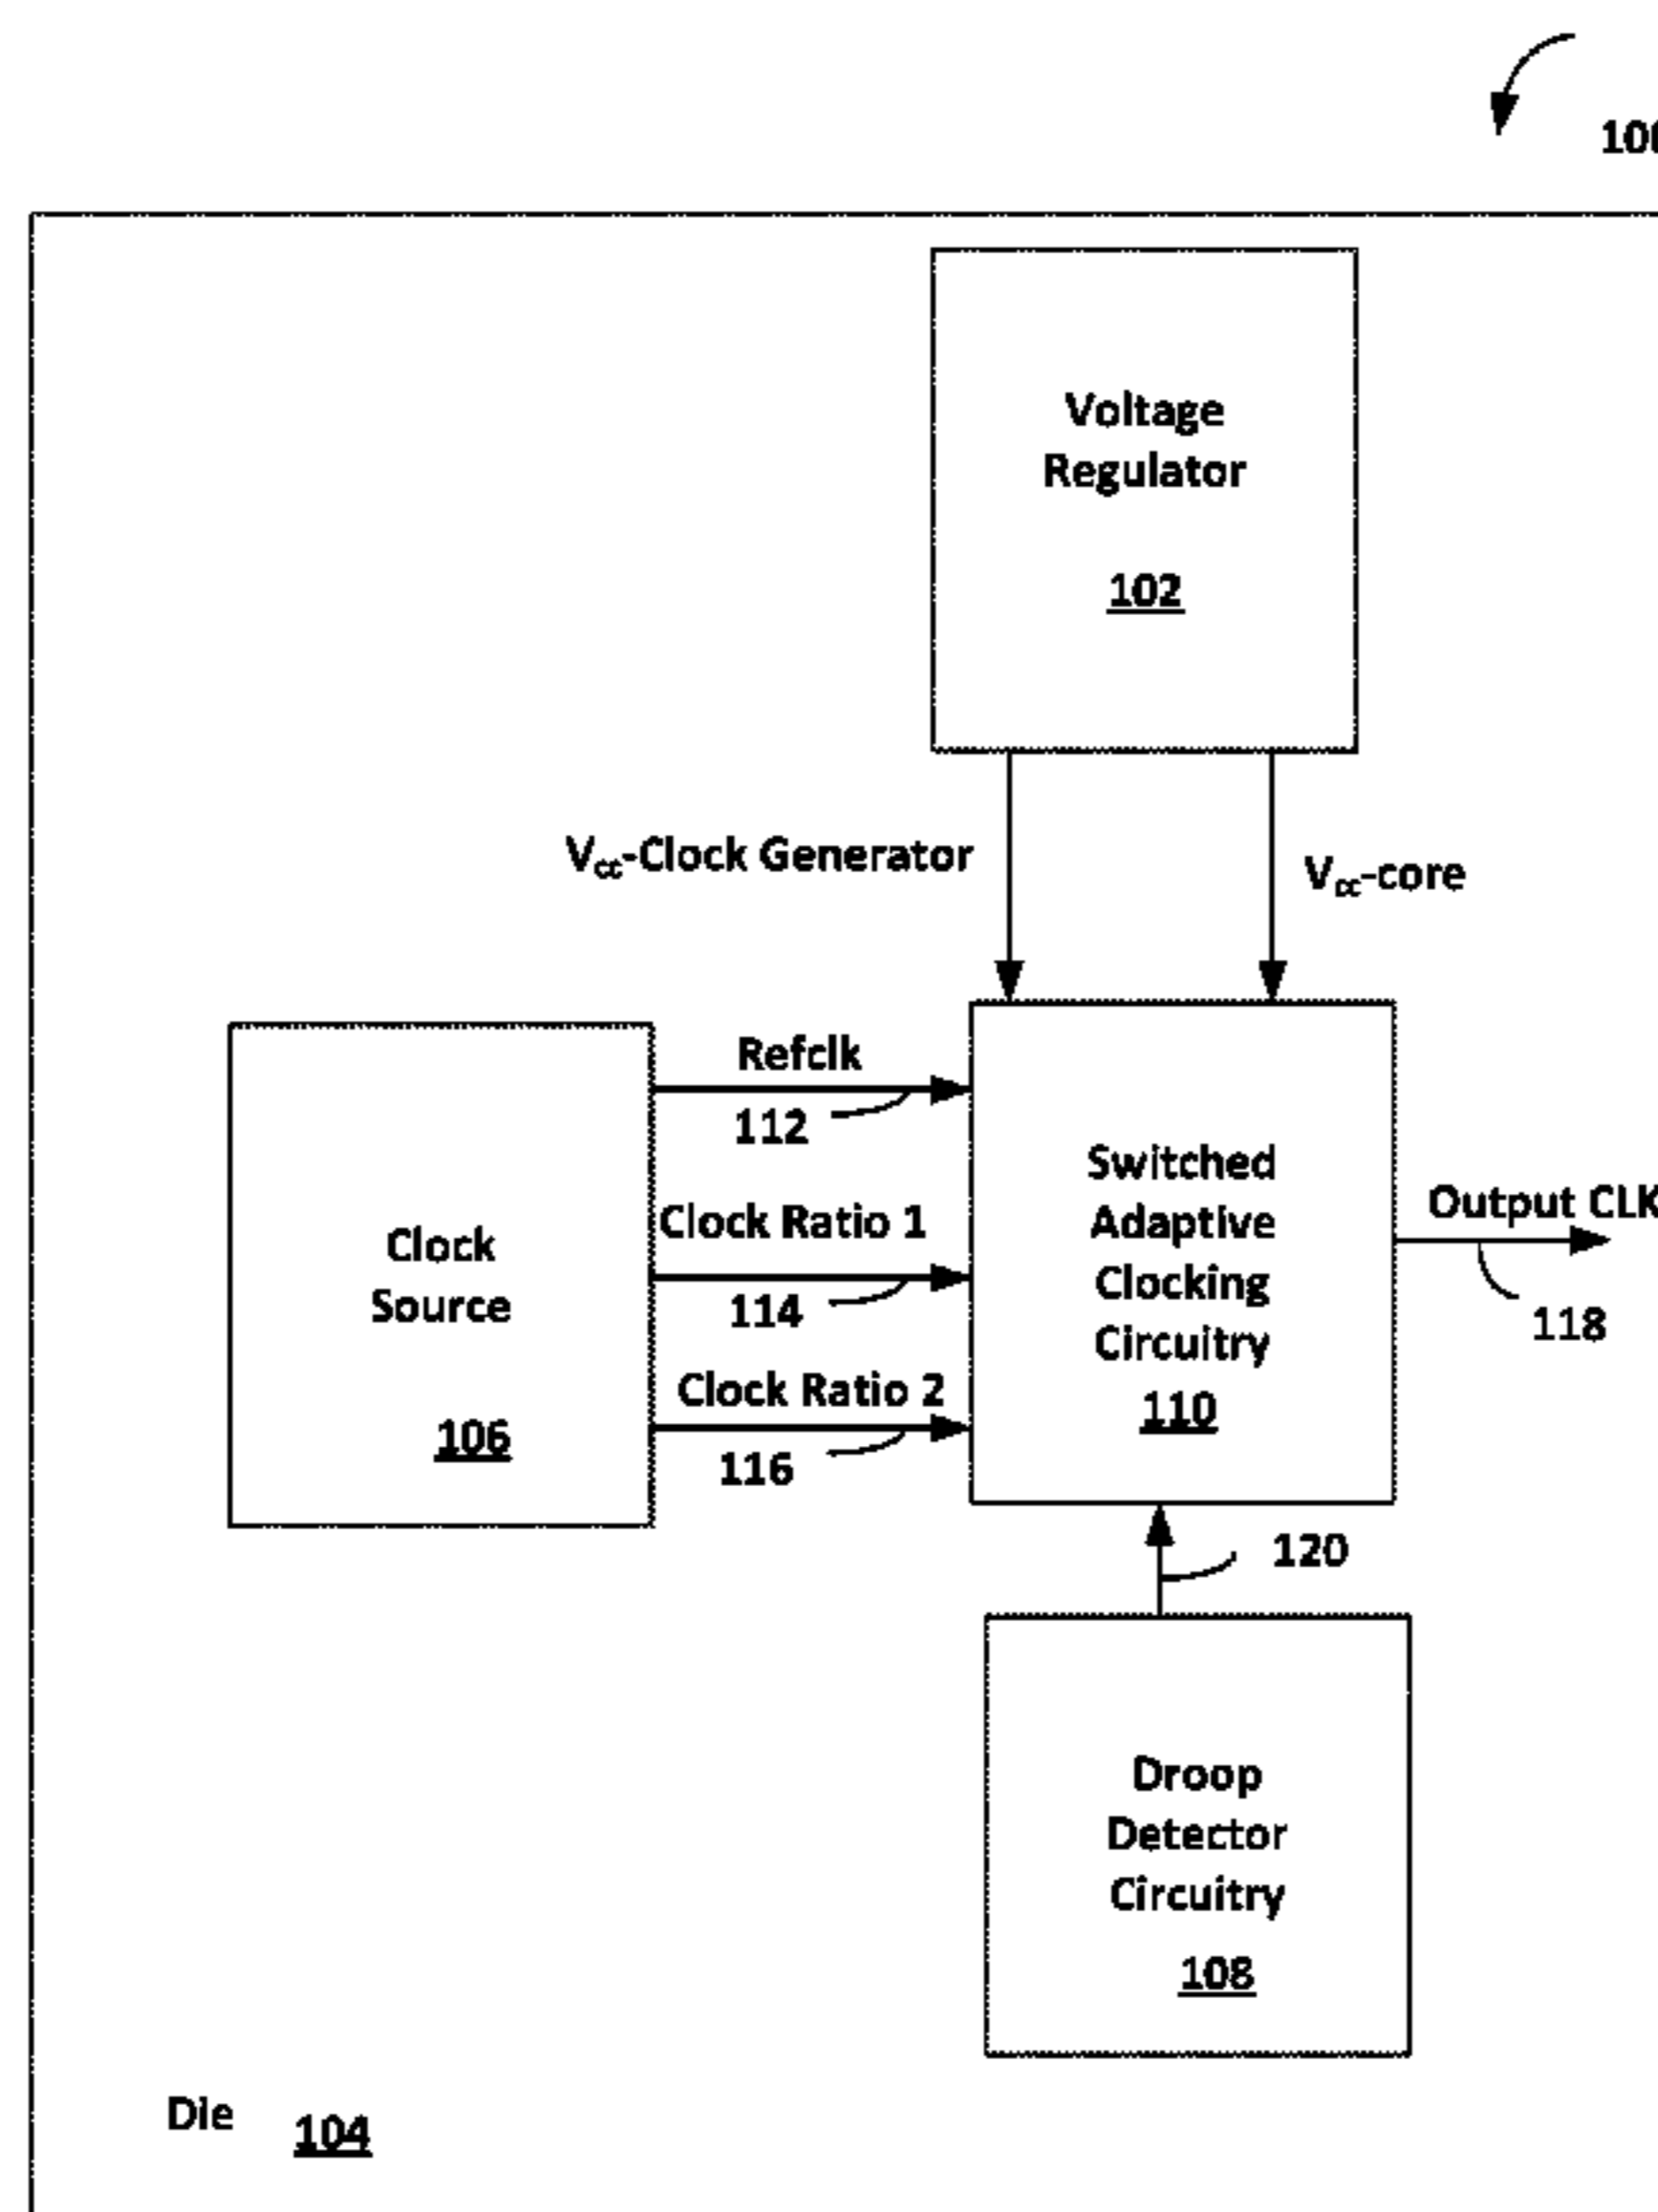 Voltage
Regulator
102
Vcc-Clock Generator
Vcc-core
Refclk
112
Clock Ratio 1
114
Clock Ratio 2
116
Clock
Source
106
Switched
Adaptive
Clocking
Circuitry
110
Output CLK
118
120
Droop
Detector
Circuitry
108
Die 104